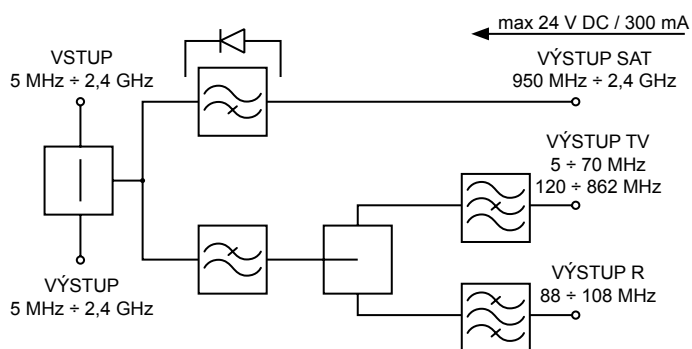 max 24 V DC / 300 mA
VSTUP
5 MHz ÷ 2,4 GHz
VÝSTUP SAT
950 MHz ÷ 2,4 GHz
VÝSTUP TV
5 ÷ 70 MHz
120 ÷ 862 MHz
VÝSTUP
5 MHz ÷ 2,4 GHz
VÝSTUP R
88 ÷ 108 MHz